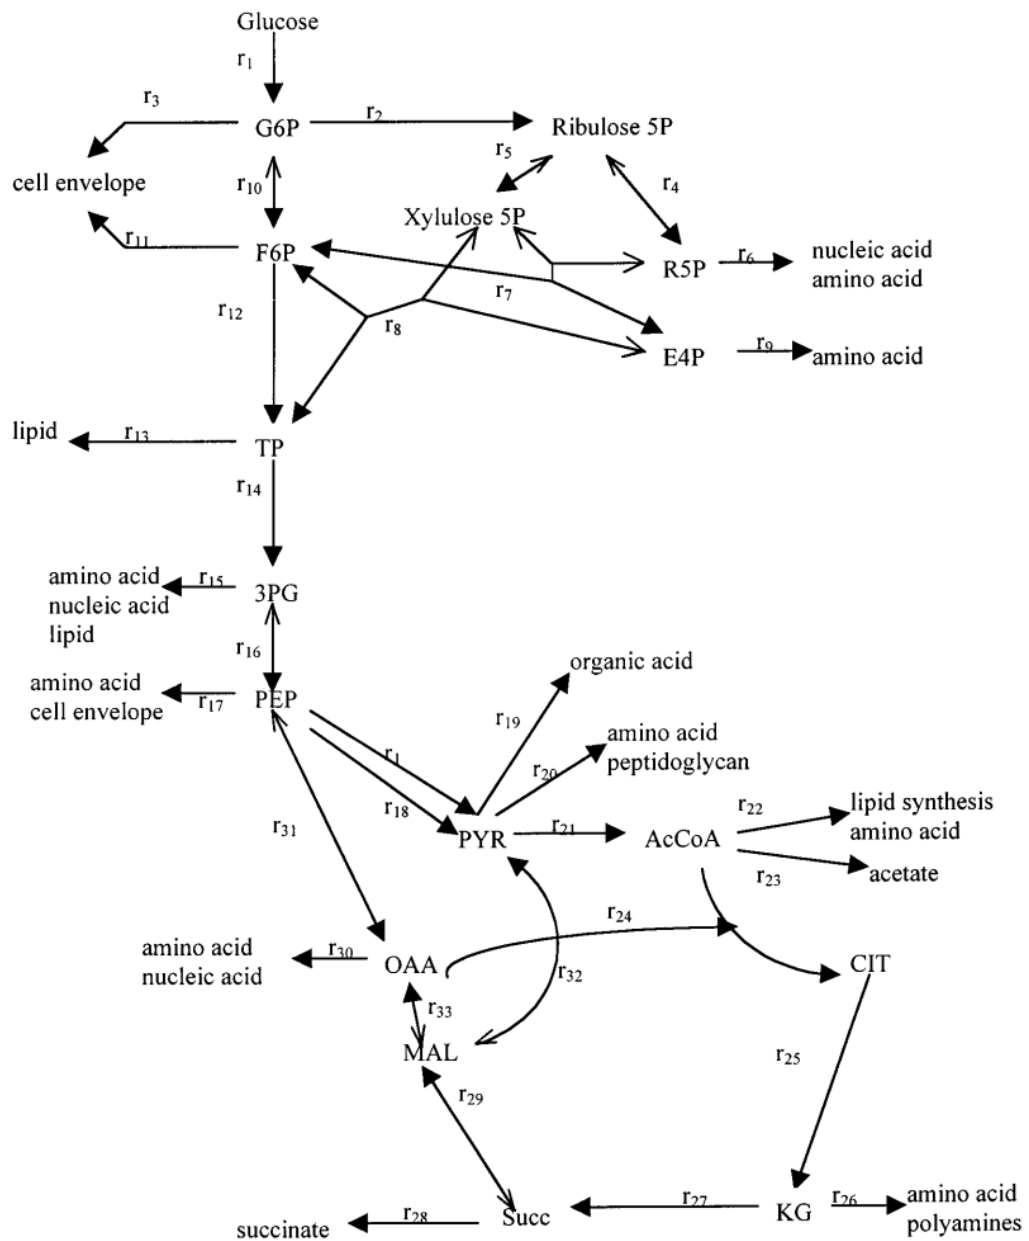 Glucose
r1
r3
G6P
r2
Ribulose 5P
r5
r4
cell envelope
r10
Xylulose 5P
r11
F6P
R5P
r6
nucleic acid
amino acid
r7
r12
r8
E4P
r9
amino acid
lipid
r13
TP
r14
amino acid
nucleic acid
lipid
r15
3PG
r16
organic acid
amino acid
cell envelope
r17
PEP
r19
r1
amino acid
peptidoglycan
r20
r18
r31
PYR
r21
AcCoA
r22
lipid synthesis
amino acid
r23
acetate
r24
amino acid
nucleic acid
r30
OAA
CIT
r32
r33
MAL
r25
r29
r27
KG
r26
amino acid
polyamines
succinate
r28
Succ